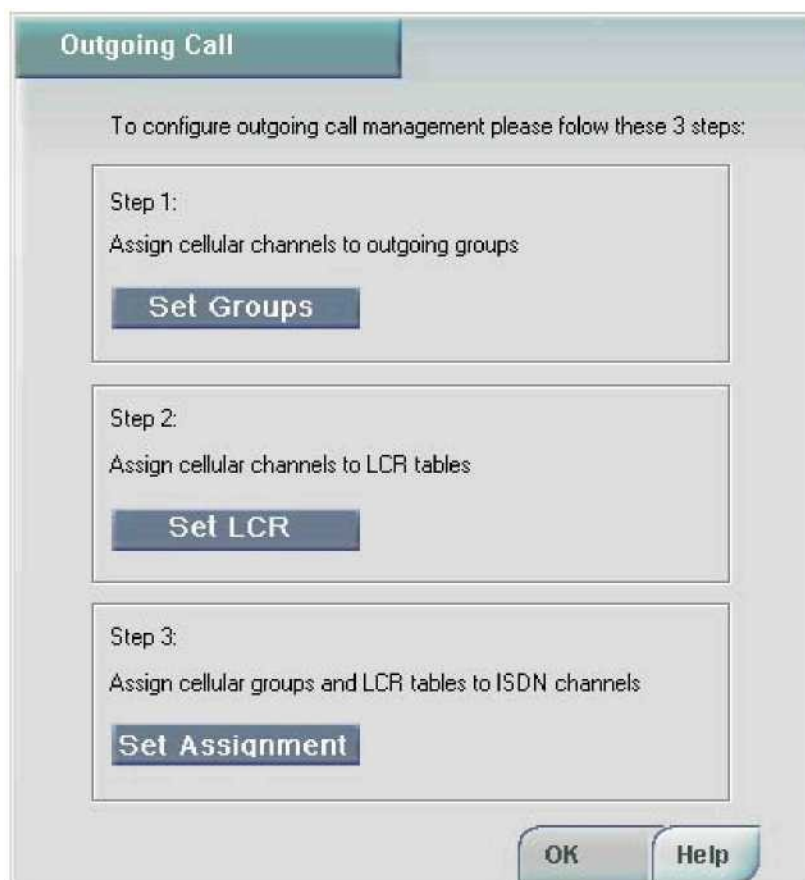 Outgoing Call
To configure outgoing call management please folow these 3 steps:
Step 1:
Assign cellular channels to outgoing groups
Set Groups
Step 2:
Assign cellular channels to LCR tables
Set LCR
Step 3:
Assign cellular groups and LCR tables to ISDN channels
Set Assignment
OK
Help